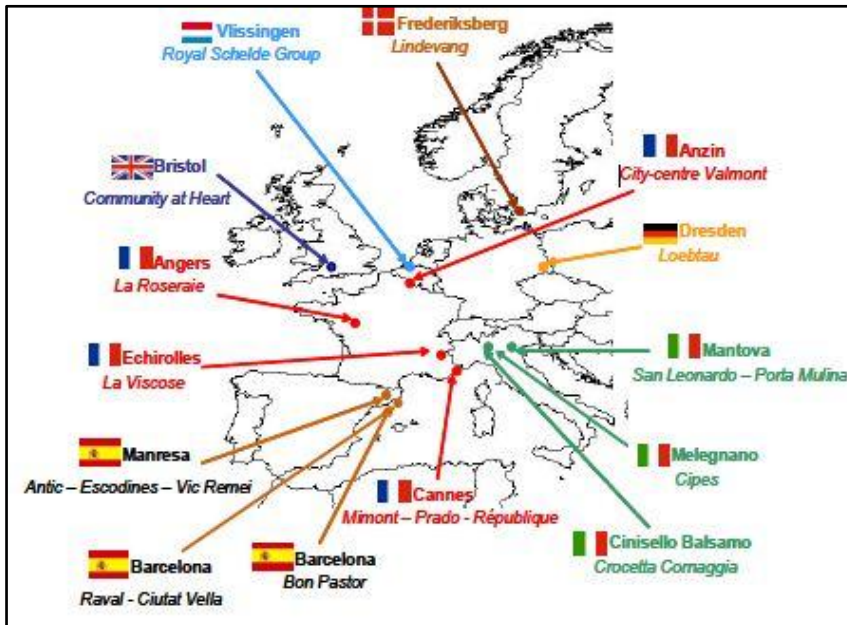 Vlissingen
Royal Schelde Group
Frederiksberg
Lindevang
Bristol
Community at Heart
Anzin
City-centre Valmont
Angers
La Roseraie
Dresden
Loebtau
Echirolles
La Viscose
Mantova
San Leonardo – Porta Mulina
Manresa
Antic – Escodines – Vic Remei
Cannes
Mimont – Prado - République
Melegnano
Cipes
Barcelona
Raval - Ciutat Vella
Barcelona
Bon Pastor
Cinisello Balsamo
Crocetta Cornaggia